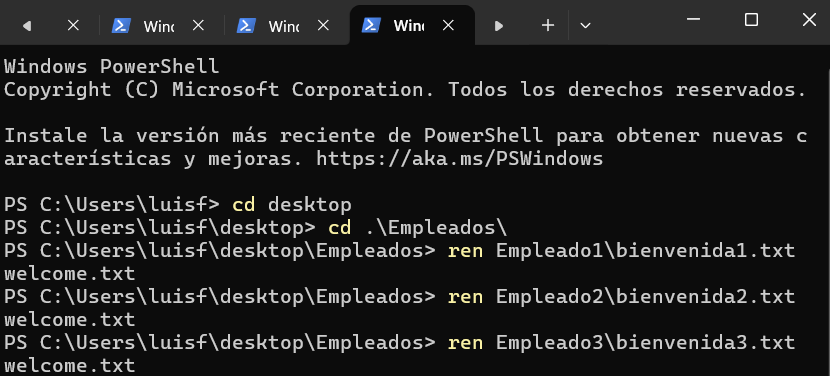 Wind Wind Wind
Windows PowerShell
Copyright (C) Microsoft Corporation. Todos los derechos reservados.
Instale la versión más reciente de PowerShell para obtener nuevas c
aracterísticas y mejoras. https://aka.ms/PSWindows
PS C:\Users\luisf> cd desktop
PS C:\Users\luisf\desktop> cd .\Empleados\
PS C:\Users\luisf\desktop\Empleados> ren Empleado1\bienvenida1.txt
welcome.txt
PS C:\Users\luisf\desktop\Empleados> ren Empleado2\bienvenida2.txt
welcome.txt
PS C:\Users\luisf\desktop\Empleados> ren Empleado3\bienvenida3.txt
welcome.txt